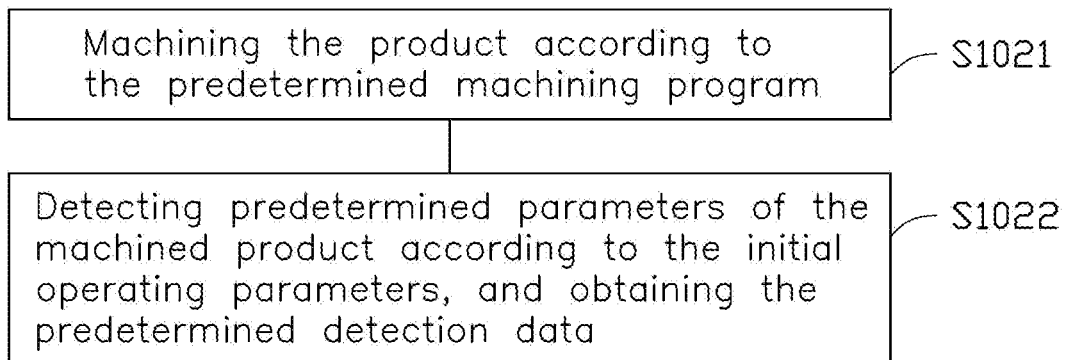 Machining the product according to
the predetermined machining program
S1021
Detecting predetermined parameters of the
machined product according to the initial
operating parameters, and obtaining the
predetermined detection data
S1022